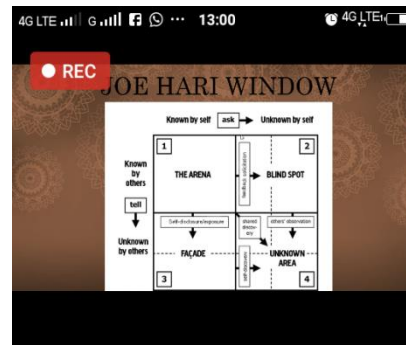 4G LTE G 13:00 4G LTE
REC
JOE HARI WINDOW
Known by self ask Unknown by self
1 2
Known
by
others
THE ARENA BLIND SPOT
feedback solicitation
tell
Self-disclosure/exposure
shared
discov-
ery
others' observation
Unknown
by others
FAÇADE
UNKNOWN
AREA
self-discovery
3 4